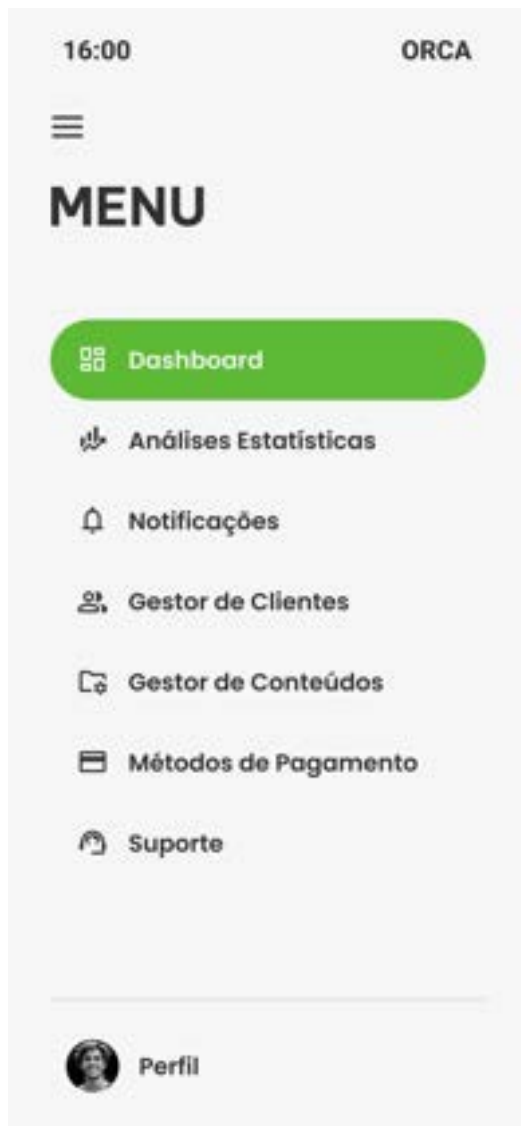 16:00 ORCA
MENU
Dashboard
Análises Estatísticas
Notificações
Gestor de Clientes
Gestor de Conteúdos
Métodos de Pagamento
Suporte
Perfil